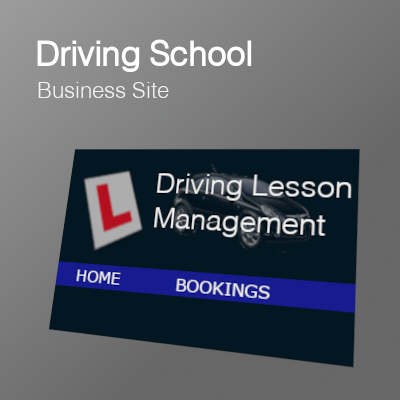 Driving School
Business Site
L
Driving Lesson
Management
HOME BOOKINGS